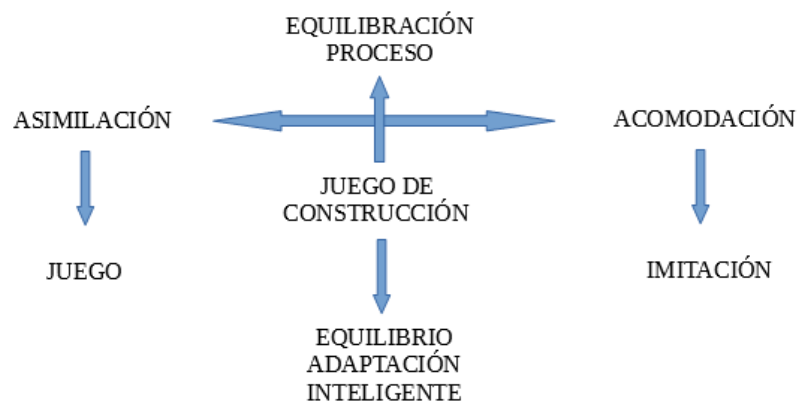 EQUILIBRACIÓN
PROCESO
ASIMILACIÓN
ACOMODACIÓN
JUEGO DE
CONSTRUCCIÓN
JUEGO
IMITACIÓN
EQUILIBRIO
ADAPTACIÓN
INTELIGENTE